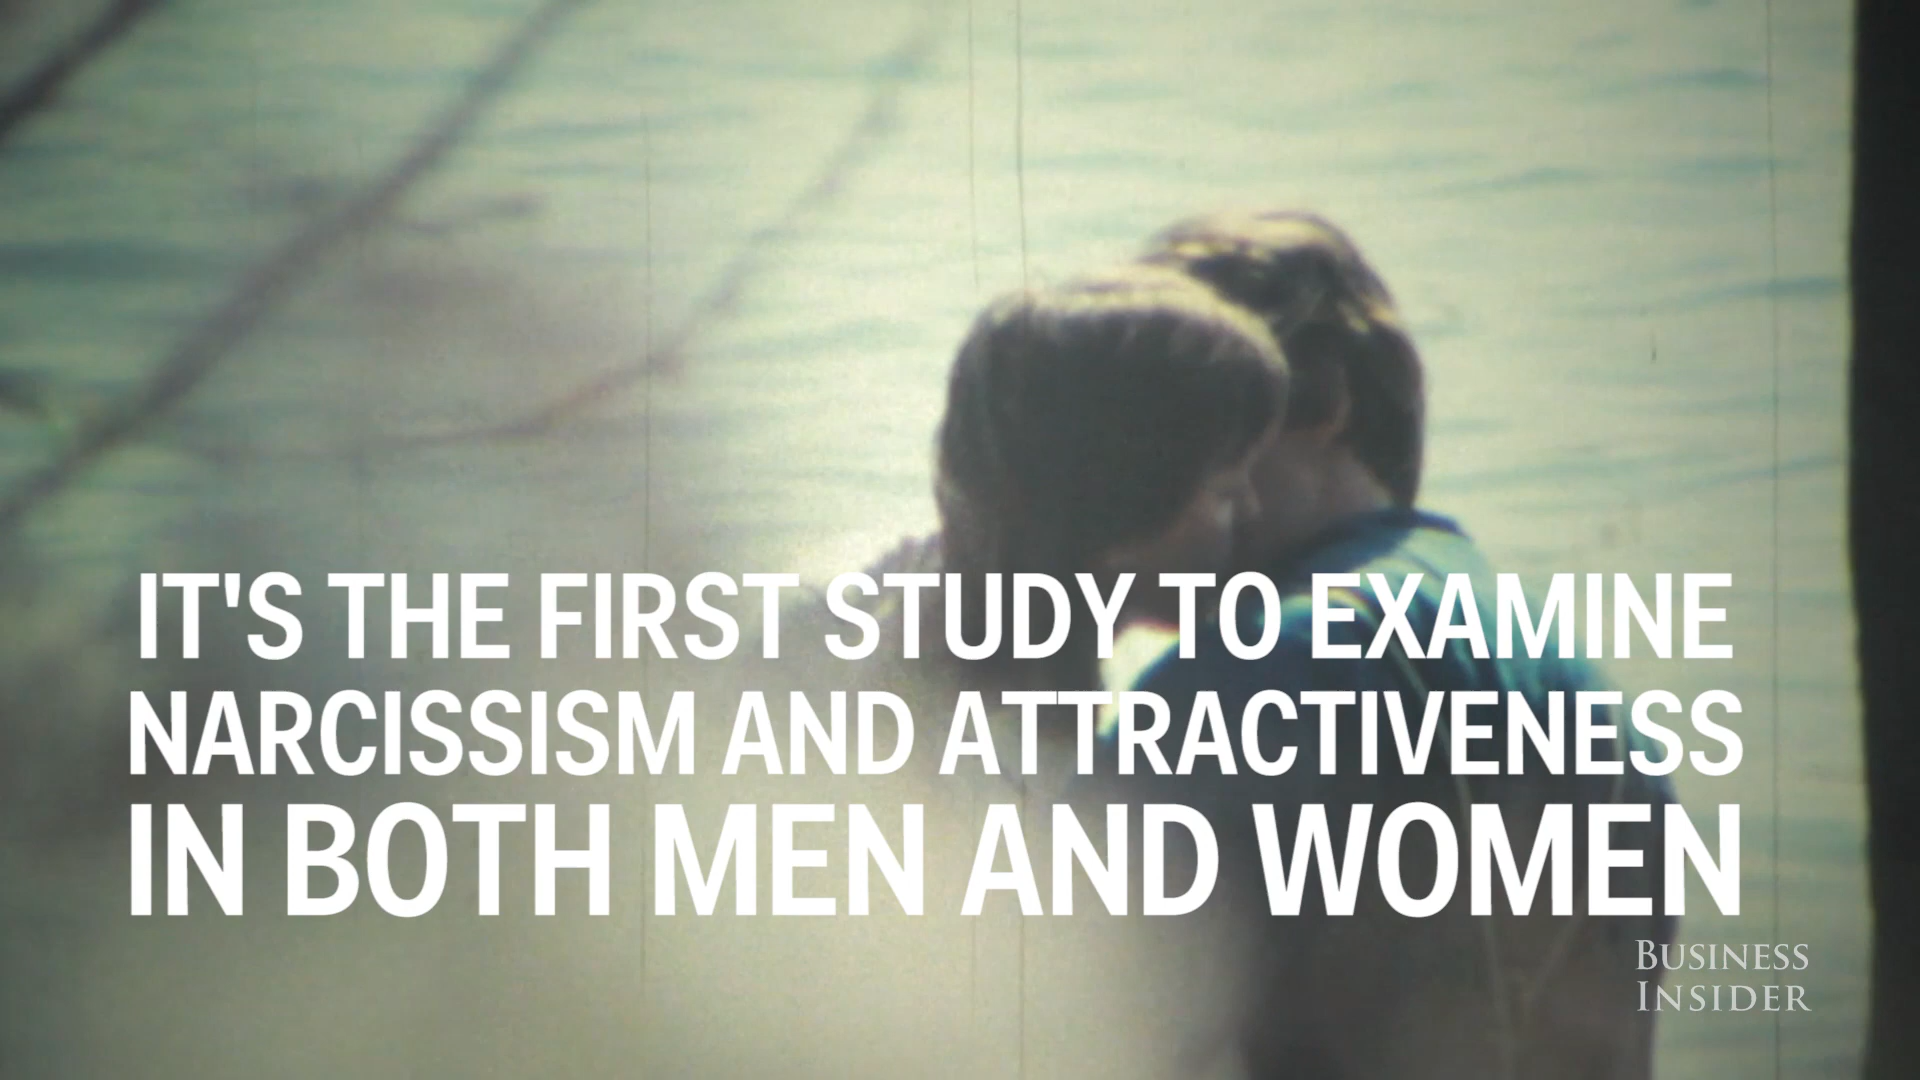 IT'S THE FIRST STUDY TO EXAMINE
NARCISSISM AND ATTRACTIVENESS
IN BOTH MEN AND WOMEN
BUSINESS
INSIDER